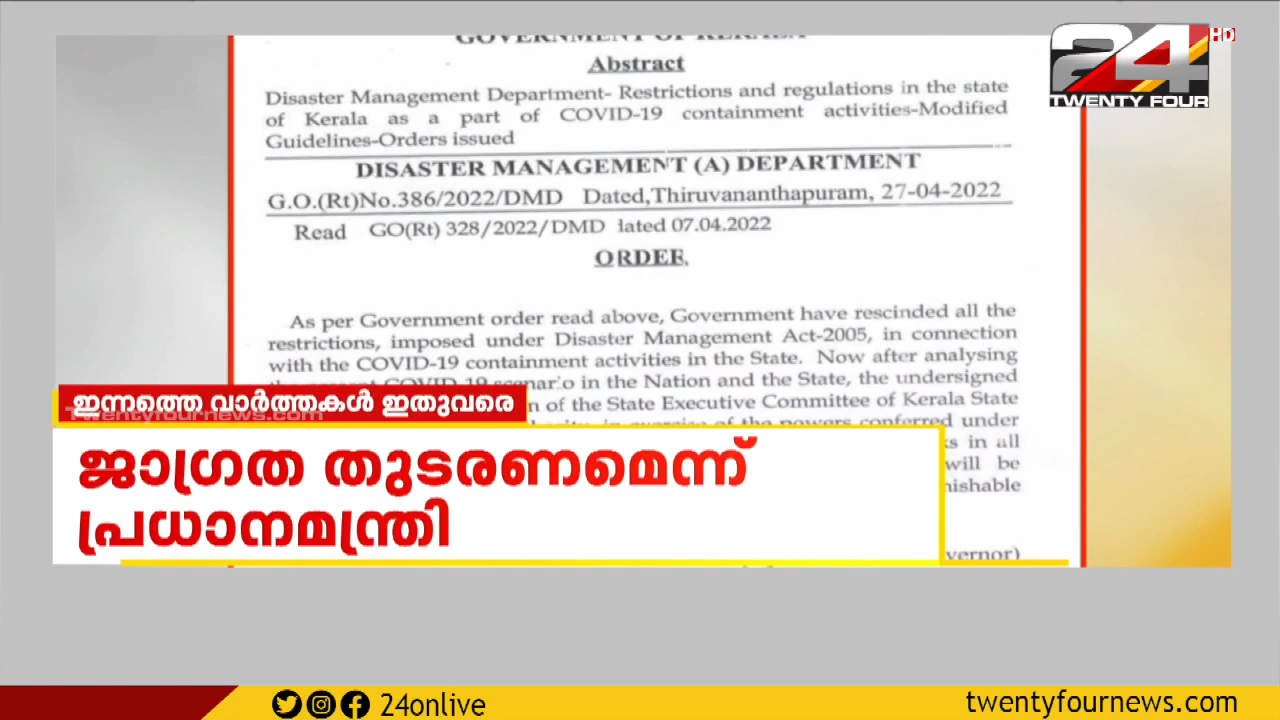 GOVERNMENT OF KERALA
HD
24
TWENTY FOUR
Abstract
Disaster Management Department- Restrictions and regulations in the state
of Kerala as a part of COVID-19 containment activities-Modified
Guidelines-Orders issued
DISASTER MANAGEMENT (A) DEPARTMENT
G.O.(Rt)No.386/2022/DMD Dated,Thiruvananthapuram, 27-04-2022
Read GO(Rt) 328/2022/DMD lated 07.04.2022
ORDER
As per Government order read above, Government have rescinded all the
restrictions, imposed under Disaster Management Act-2005, in connection
with the COVID-19 containment activities in the State. Now after analysing
COVID-19 scenario in the Nation and the State, the undersigned
of the State Executive Committee of Kerala State
in exercise of the powers conferred under
in all
will be
ഇന്നത്തെ വാർത്തകൾ ഇതുവരെ
Twentyfournews.com
ജാഗ്രത തുടരണമെന്ന്
പ്രധാനമന്ത്രി
24onlive
twentyfournews.com